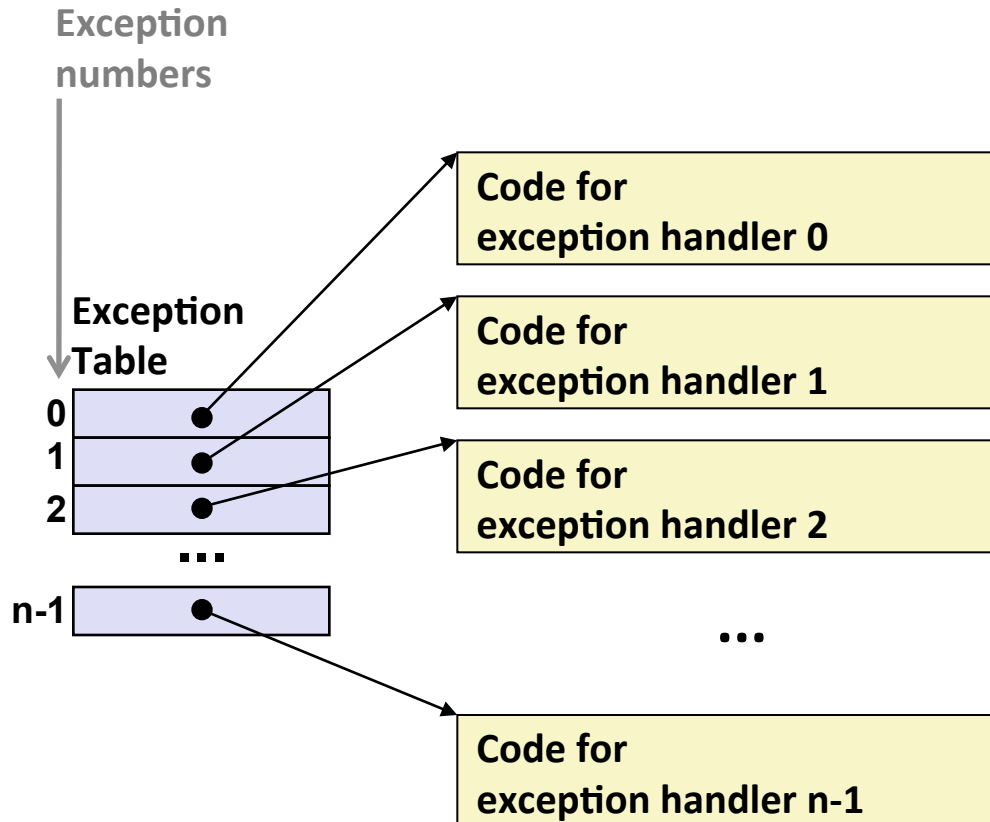 Exception
numbers
Exception
Table
0
1
2
...
n-1
Code for
exception handler 0
Code for
exception handler 1
Code for
exception handler 2
...
Code for
exception handler n-1